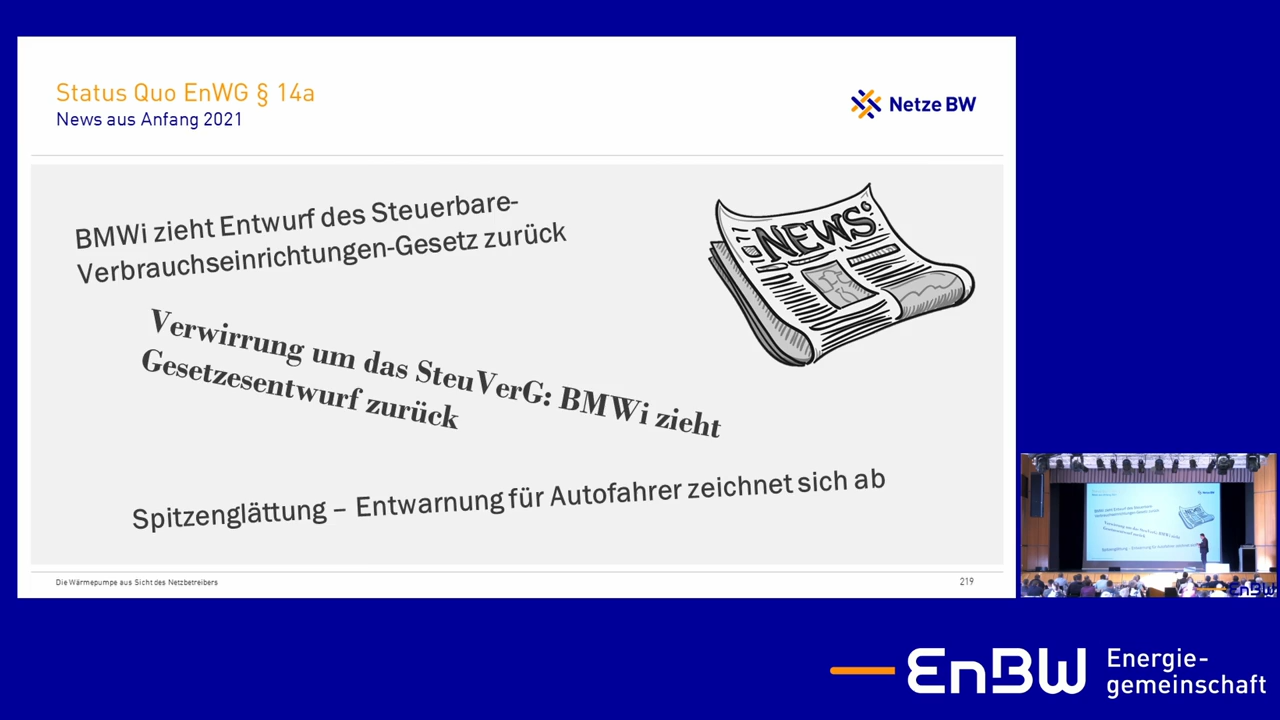 Status Quo EnWG § 14a
News aus Anfang 2021
Netze BW
BMWi zieht Entwurf des Steuerbare-
Verbrauchseinrichtungen-Gesetz zurück
NEWS
Verwirrung um das SteuVerG: BMWi zieht
Gesetzesentwurf zurück
Spitzenglättung – Entwarnung für Autofahrer zeichnet sich ab
Die Wärmepumpe aus Sicht des Netzbetreibers
219
EnBW
EnBW
Energie-
gemeinschaft